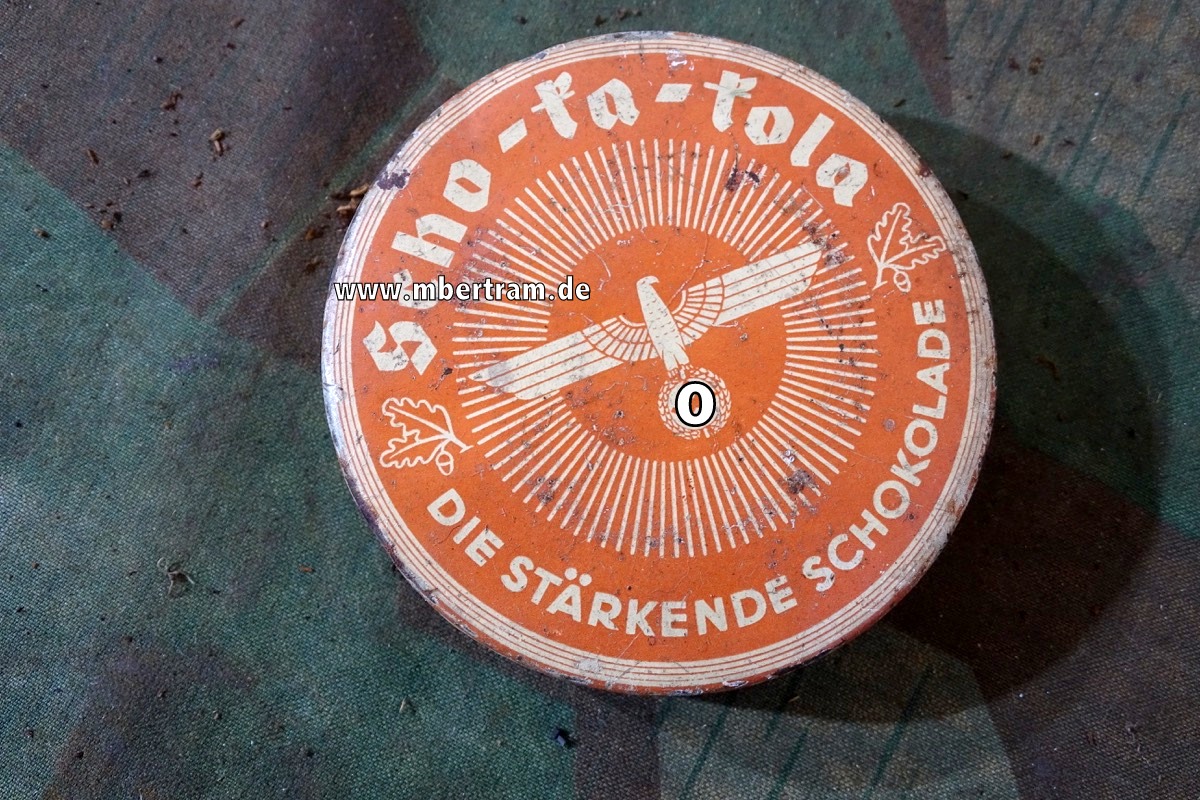 Scho-ka-kola
www.mbertram.de
0
DIE STÄRKENDE SCHOKOLADE